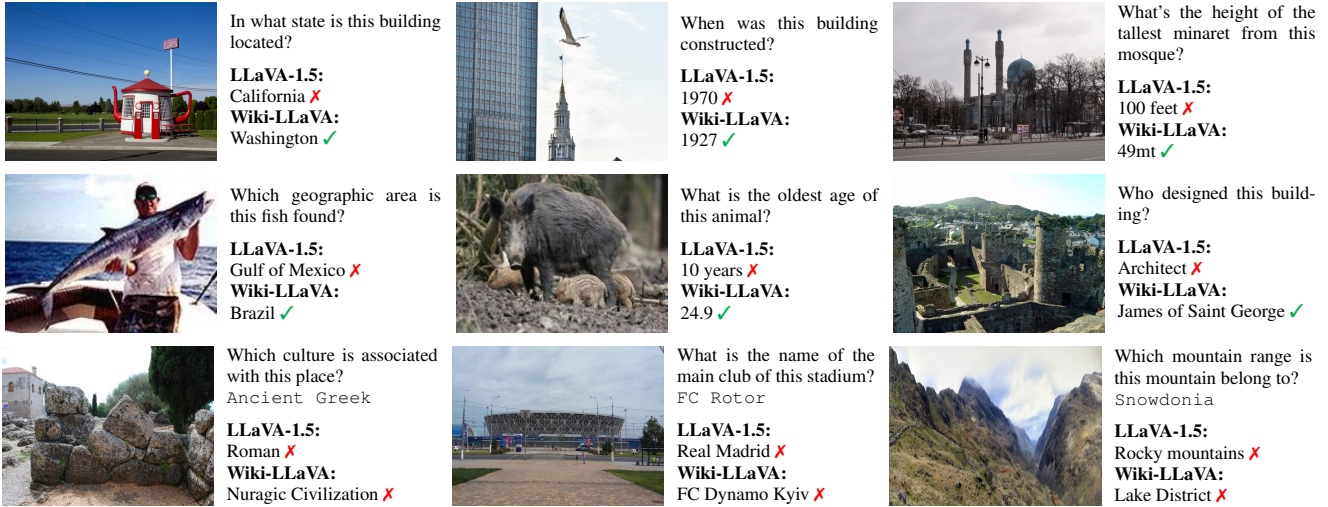 In what state is this building
located?
LLaVA-1.5:
California ✗
Wiki-LLaVA:
Washington ✓
GAS
When was this building
constructed?
LLaVA-1.5:
1970 ✗
Wiki-LLaVA:
1927 ✓
What's the height of the
tallest minaret from this
mosque?
LLaVA-1.5:
100 feet ✗
Wiki-LLaVA:
49mt ✓
Which geographic area is
this fish found?
LLaVA-1.5:
Gulf of Mexico ✗
Wiki-LLaVA:
Brazil ✓
What is the oldest age of
this animal?
LLaVA-1.5:
10 years ✗
Wiki-LLaVA:
24.9 ✓
Who designed this build-
ing?
LLaVA-1.5:
Architect ✗
Wiki-LLaVA:
James of Saint George ✓
Which culture is associated
with this place?
Ancient Greek
LLaVA-1.5:
Roman ✗
Wiki-LLaVA:
Nuragic Civilization ✗
What is the name of the
main club of this stadium?
FC Rotor
LLaVA-1.5:
Real Madrid ✗
Wiki-LLaVA:
FC Dynamo Kyiv ✗
Which mountain range is
this mountain belong to?
Snowdonia
LLaVA-1.5:
Rocky mountains ✗
Wiki-LLaVA:
Lake District ✗